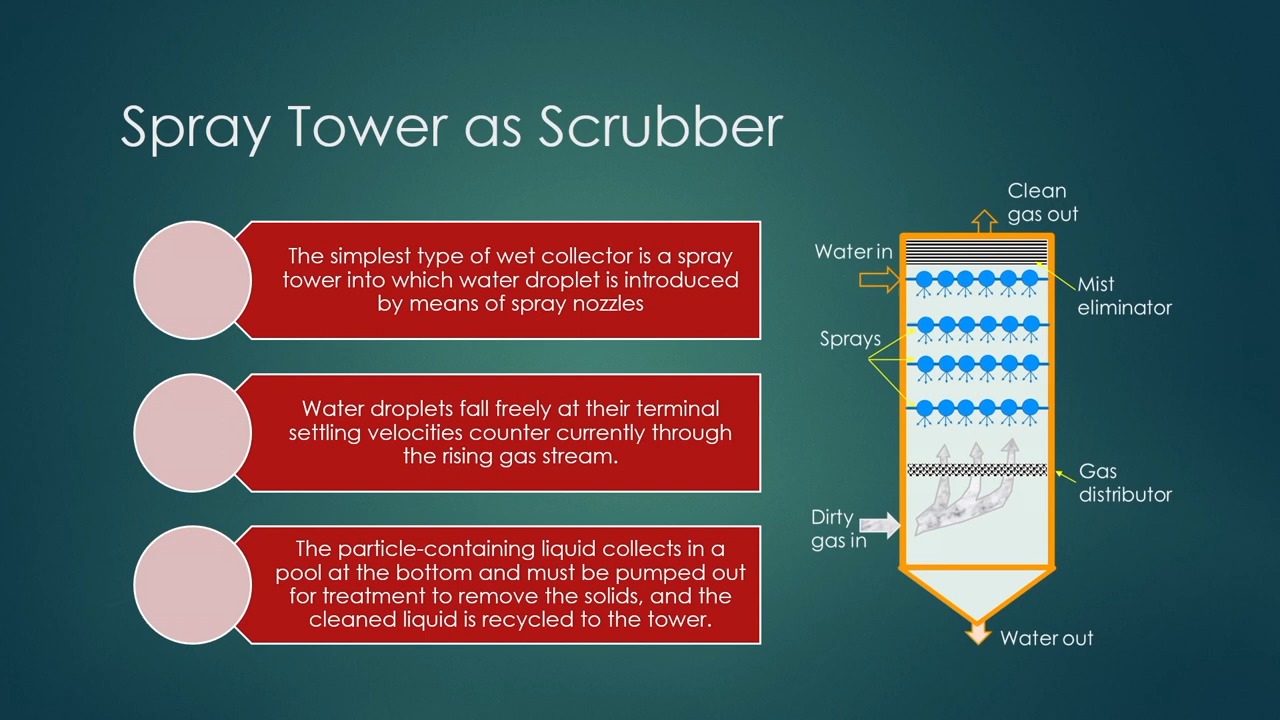 Spray Tower as Scrubber
The simplest type of wet collector is a spray
tower into which water droplet is introduced
by means of spray nozzles
Water droplets fall freely at their terminal
settling velocities counter currently through
the rising gas stream.
The particle-containing liquid collects in a
pool at the bottom and must be pumped out
for treatment to remove the solids, and the
cleaned liquid is recycled to the tower.
Clean
gas out
Water in
Mist
eliminator
Sprays
Gas
distributor
Dirty
gas in
Water out